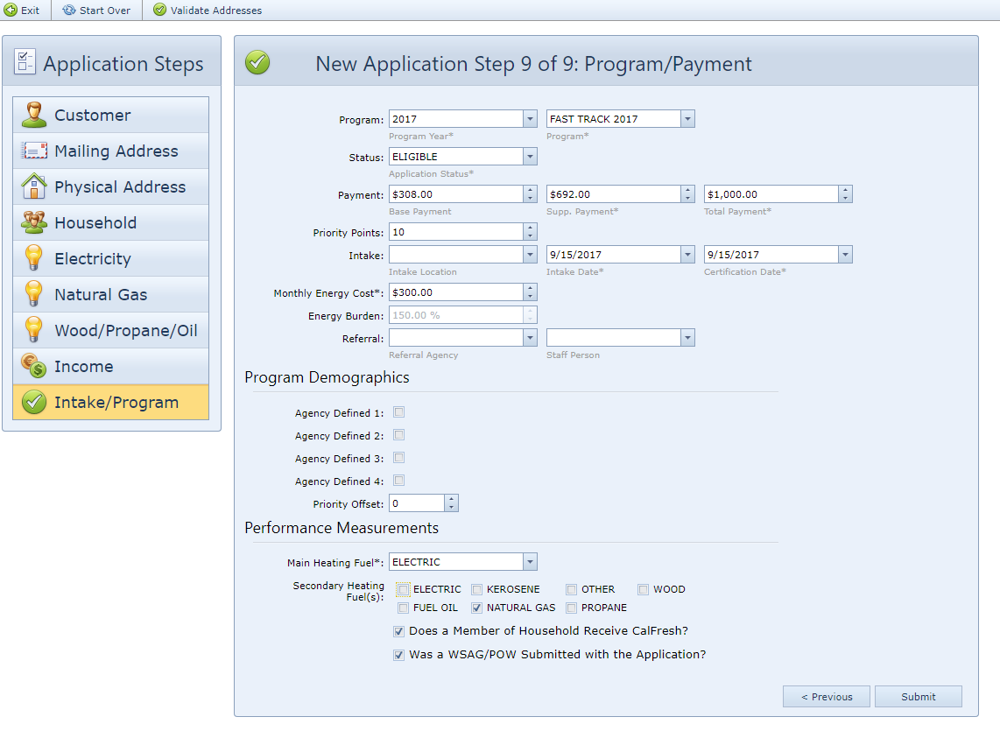 Exit Start Over Validate Addresses
Application Steps
Customer
Mailing Address
Physical Address
Household
Electricity
Natural Gas
Wood/Propane/Oil
Income
Intake/Program
New Application Step 9 of 9: Program/Payment
Program: 2017 FAST TRACK 2017
Program Year* Program*
Status: ELIGIBLE
Application Status*
Payment: $308.00 $692.00 $1,000.00
Base Payment Supp. Payment* Total Payment*
Priority Points: 10
Intake: 9/15/2017 9/15/2017
Intake Location Intake Date* Certification Date*
Monthly Energy Cost*: $300.00
Energy Burden: 150.00 %
Referral:
Referral Agency Staff Person
Program Demographics
Agency Defined 1:
Agency Defined 2:
Agency Defined 3:
Agency Defined 4:
Priority Offset: 0
Performance Measurements
Main Heating Fuel*: ELECTRIC
Secondary Heating
Fuel(s):
ELECTRIC KEROSENE OTHER WOOD
FUEL OIL NATURAL GAS PROPANE
Does a Member of Household Receive CalFresh?
Was a WSAG/POW Submitted with the Application?
< Previous Submit